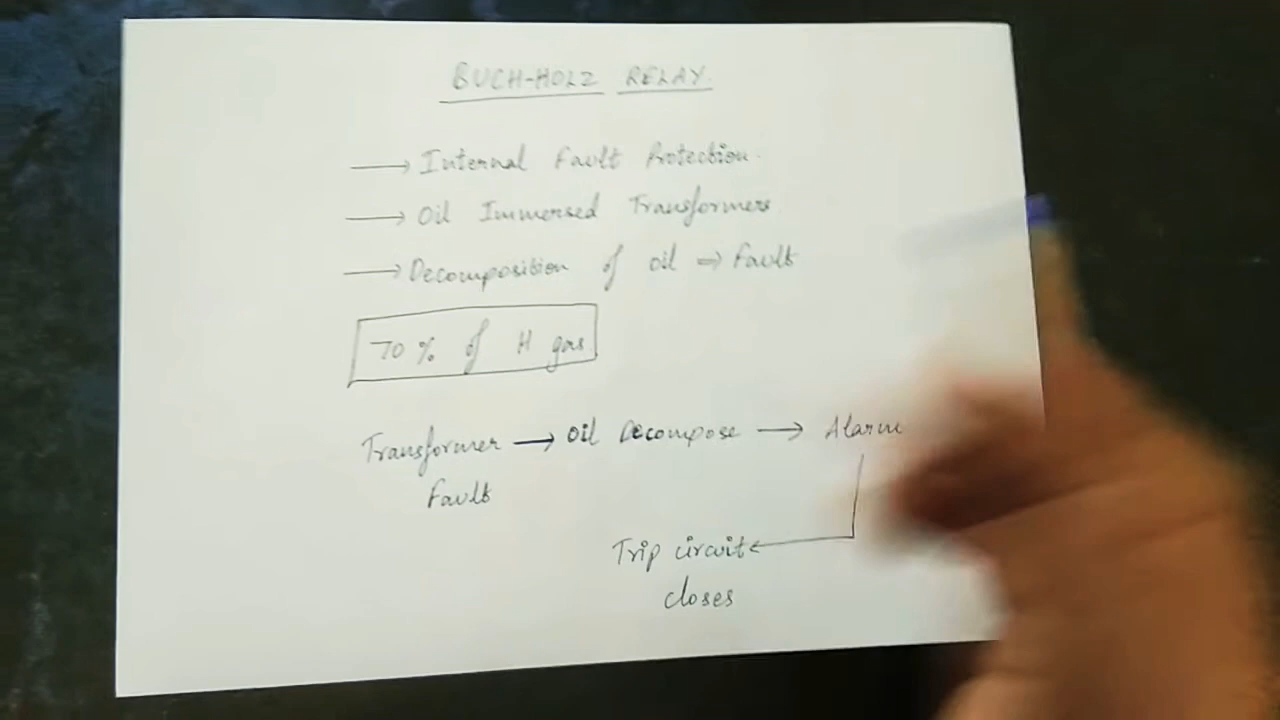 BUCH-HOLZ RELAY.
→ Internal Fault Protection.
→ Oil Immersed Transformers
→ Decomposition of oil ⇒ Fault
70 % of H gas
Transformer → Oil Decompose → Alarm
Fault
Trip circuit ←
closes